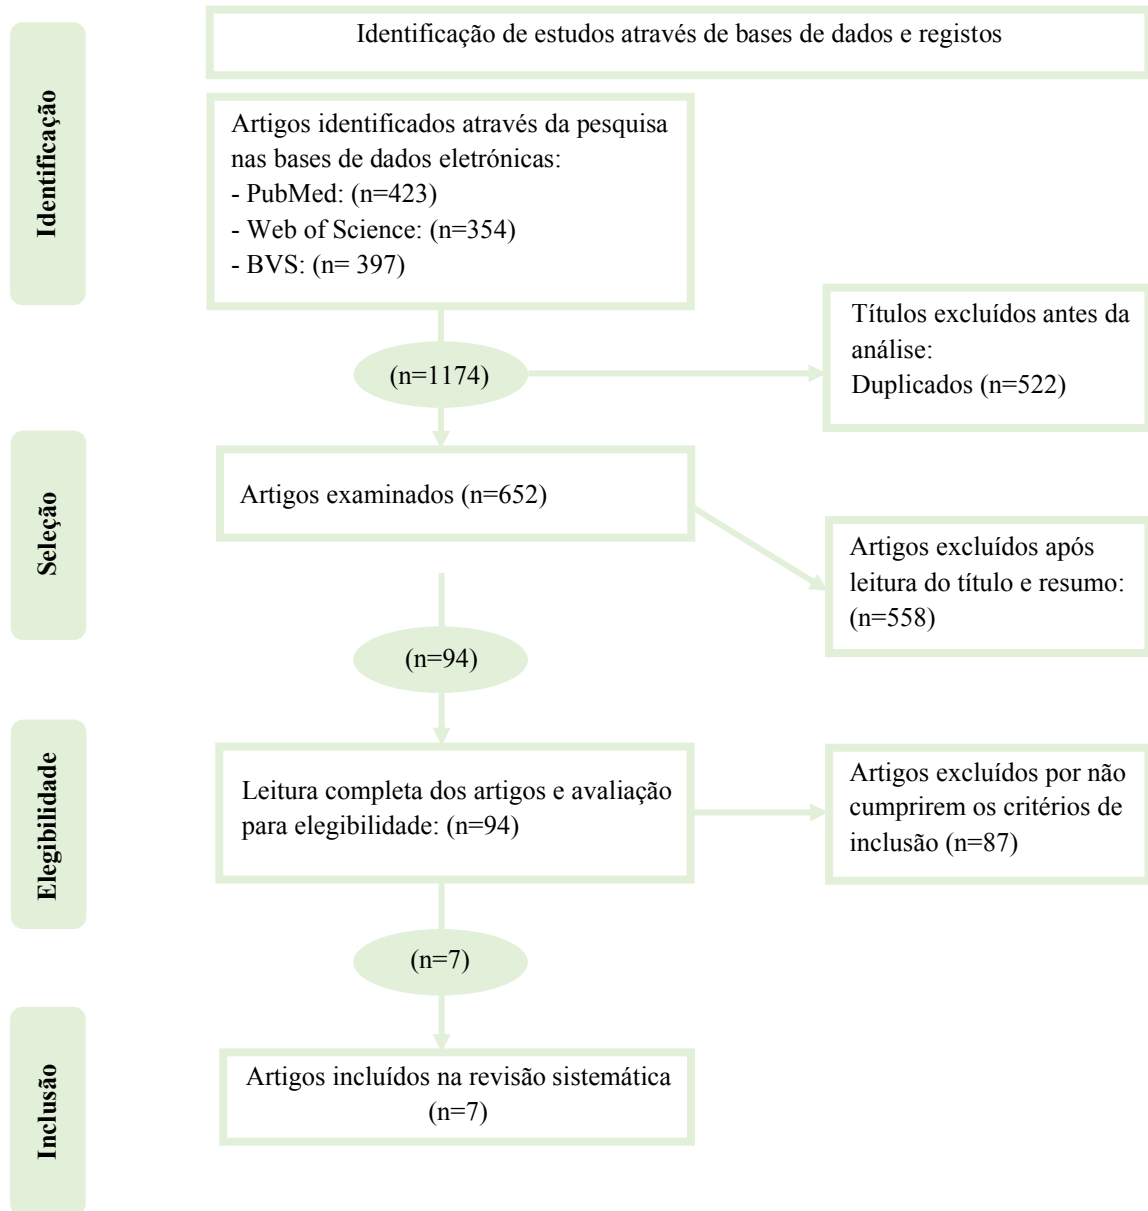 Identificação
Identificação de estudos através de bases de dados e registos
Artigos identificados através da pesquisa
nas bases de dados eletrónicas:
- PubMed: (n=423)
- Web of Science: (n=354)
- BVS: (n= 397)
(n=1174)
Títulos excluídos antes da
análise:
Duplicados (n=522)
Seleção
Artigos examinados (n=652)
Artigos excluídos após
leitura do título e resumo:
(n=558)
(n=94)
Elegibilidade
Leitura completa dos artigos e avaliação
para elegibilidade: (n=94)
Artigos excluídos por não
cumprirem os critérios de
inclusão (n=87)
(n=7)
Inclusão
Artigos incluídos na revisão sistemática
(n=7)